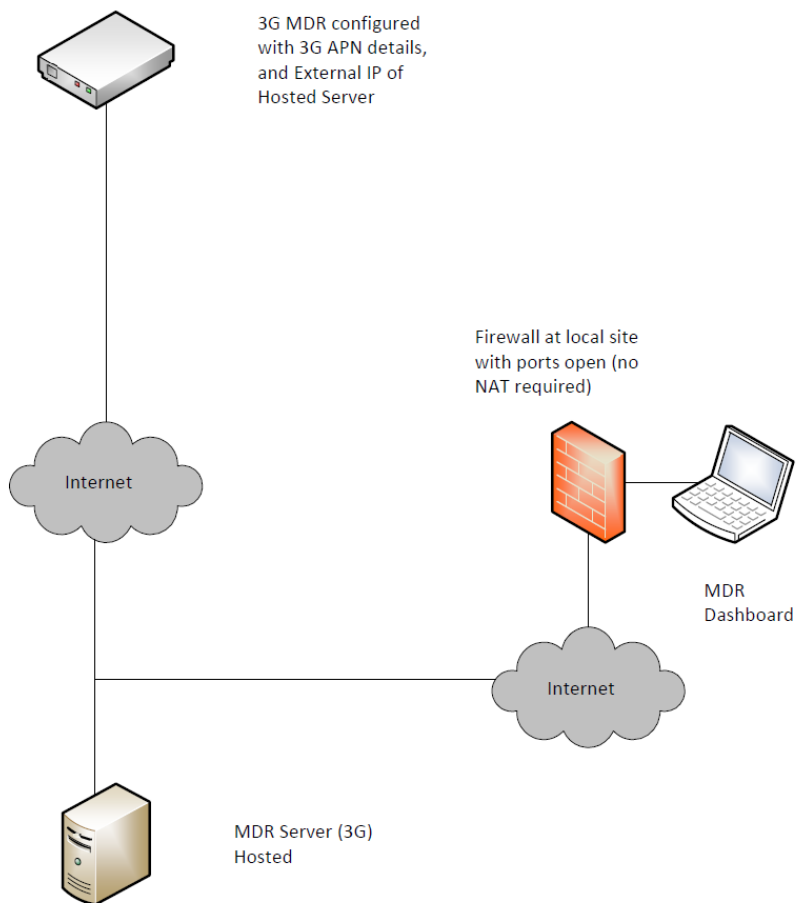 3G MDR configured
with 3G APN details,
and External IP of
Hosted Server
Firewall at local site
with ports open (no
NAT required)
Internet
MDR
Dashboard
Internet
MDR Server (3G)
Hosted